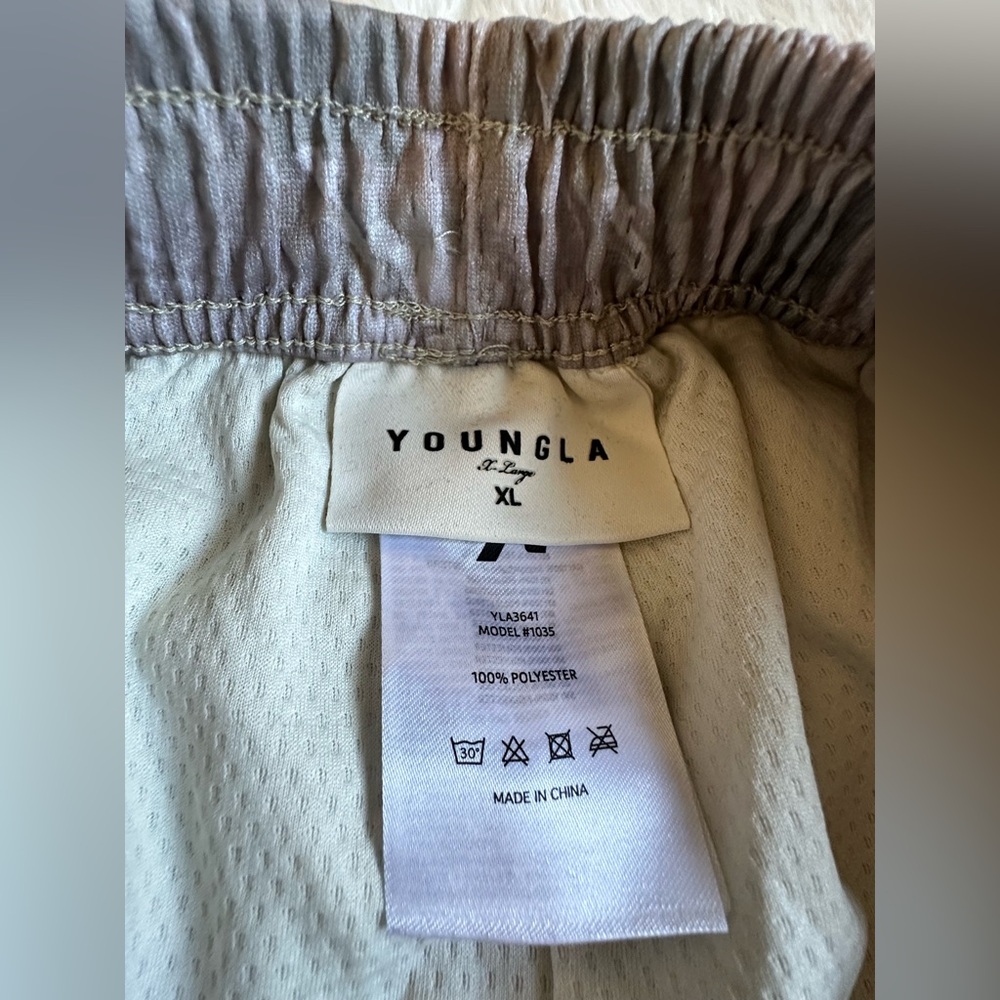 YOUNGLA
X-Large
XL
YLA3641
MODEL #1035
100% POLYESTER
30°
MADE IN CHINA